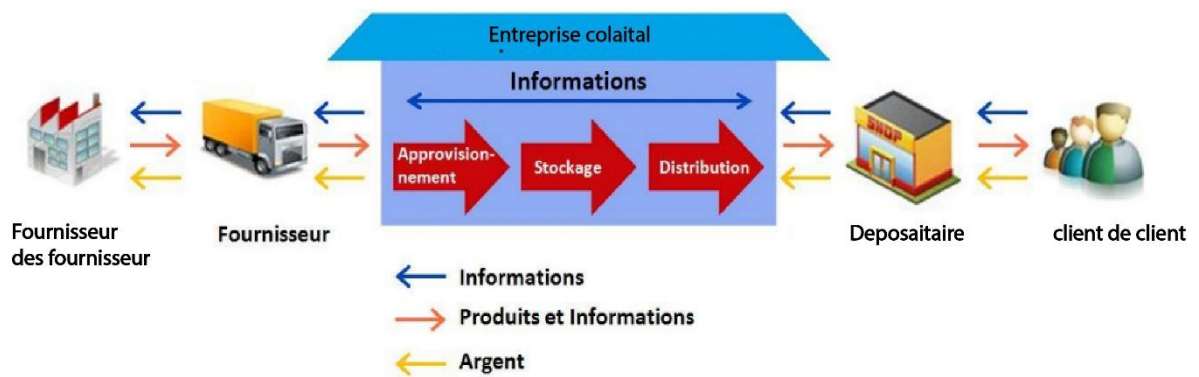 Entreprise colaital
Informations
Approvision-
nement
Stockage
Distribution
SHOP
Fournisseur
des fournisseur
Fournisseur
Deposaitaire
client de client
Informations
Produits et Informations
Argent